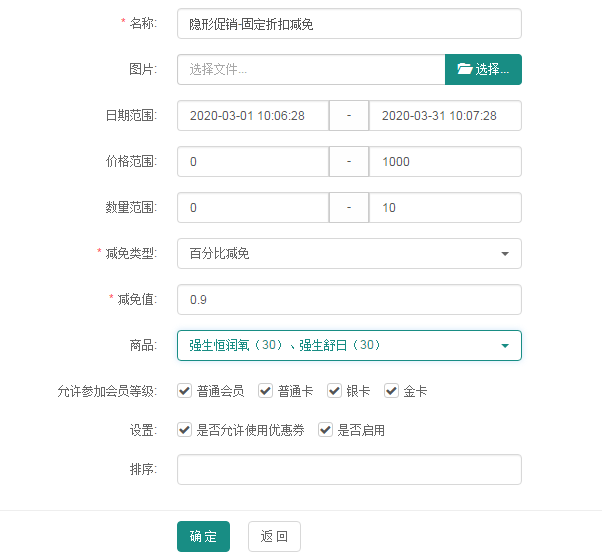 * 名称: 隐形促销-固定折扣减免
图片: 选择文件... 选择...
日期范围: 2020-03-01 10:06:28 - 2020-03-31 10:07:28
价格范围: 0 - 1000
数量范围: 0 - 10
* 减免类型: 百分比减免
* 减免值: 0.9
商品: 强生恒润氧（30）、强生舒日（30）
允许参加会员等级: 普通会员 普通卡 银卡 金卡
设置: 是否允许使用优惠券 是否启用
排序:
确 定 返 回